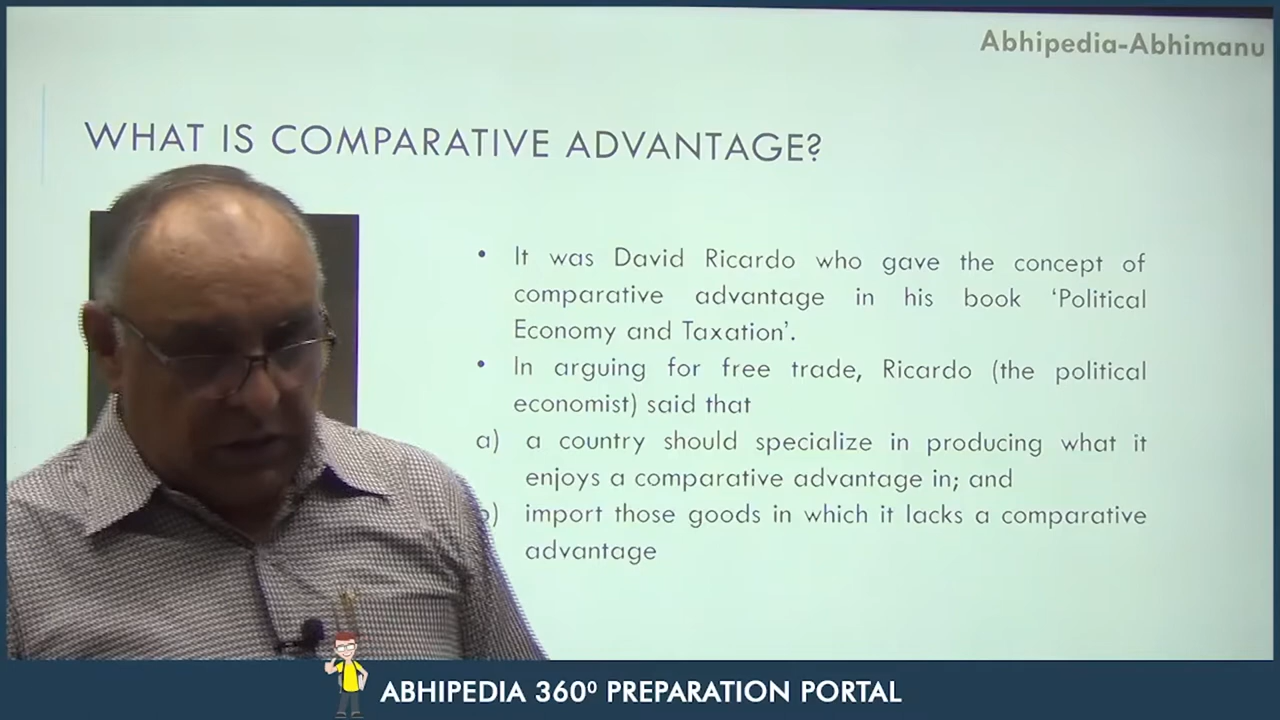 Abhipedia-Abhimanu
WHAT IS COMPARATIVE ADVANTAGE?
• It was David Ricardo who gave the concept of
comparative advantage in his book ‘Political
Economy and Taxation’.
• In arguing for free trade, Ricardo (the political
economist) said that
a) a country should specialize in producing what it
enjoys a comparative advantage in; and
) import those goods in which it lacks a comparative
advantage
ABHIPEDIA 360⁰ PREPARATION PORTAL